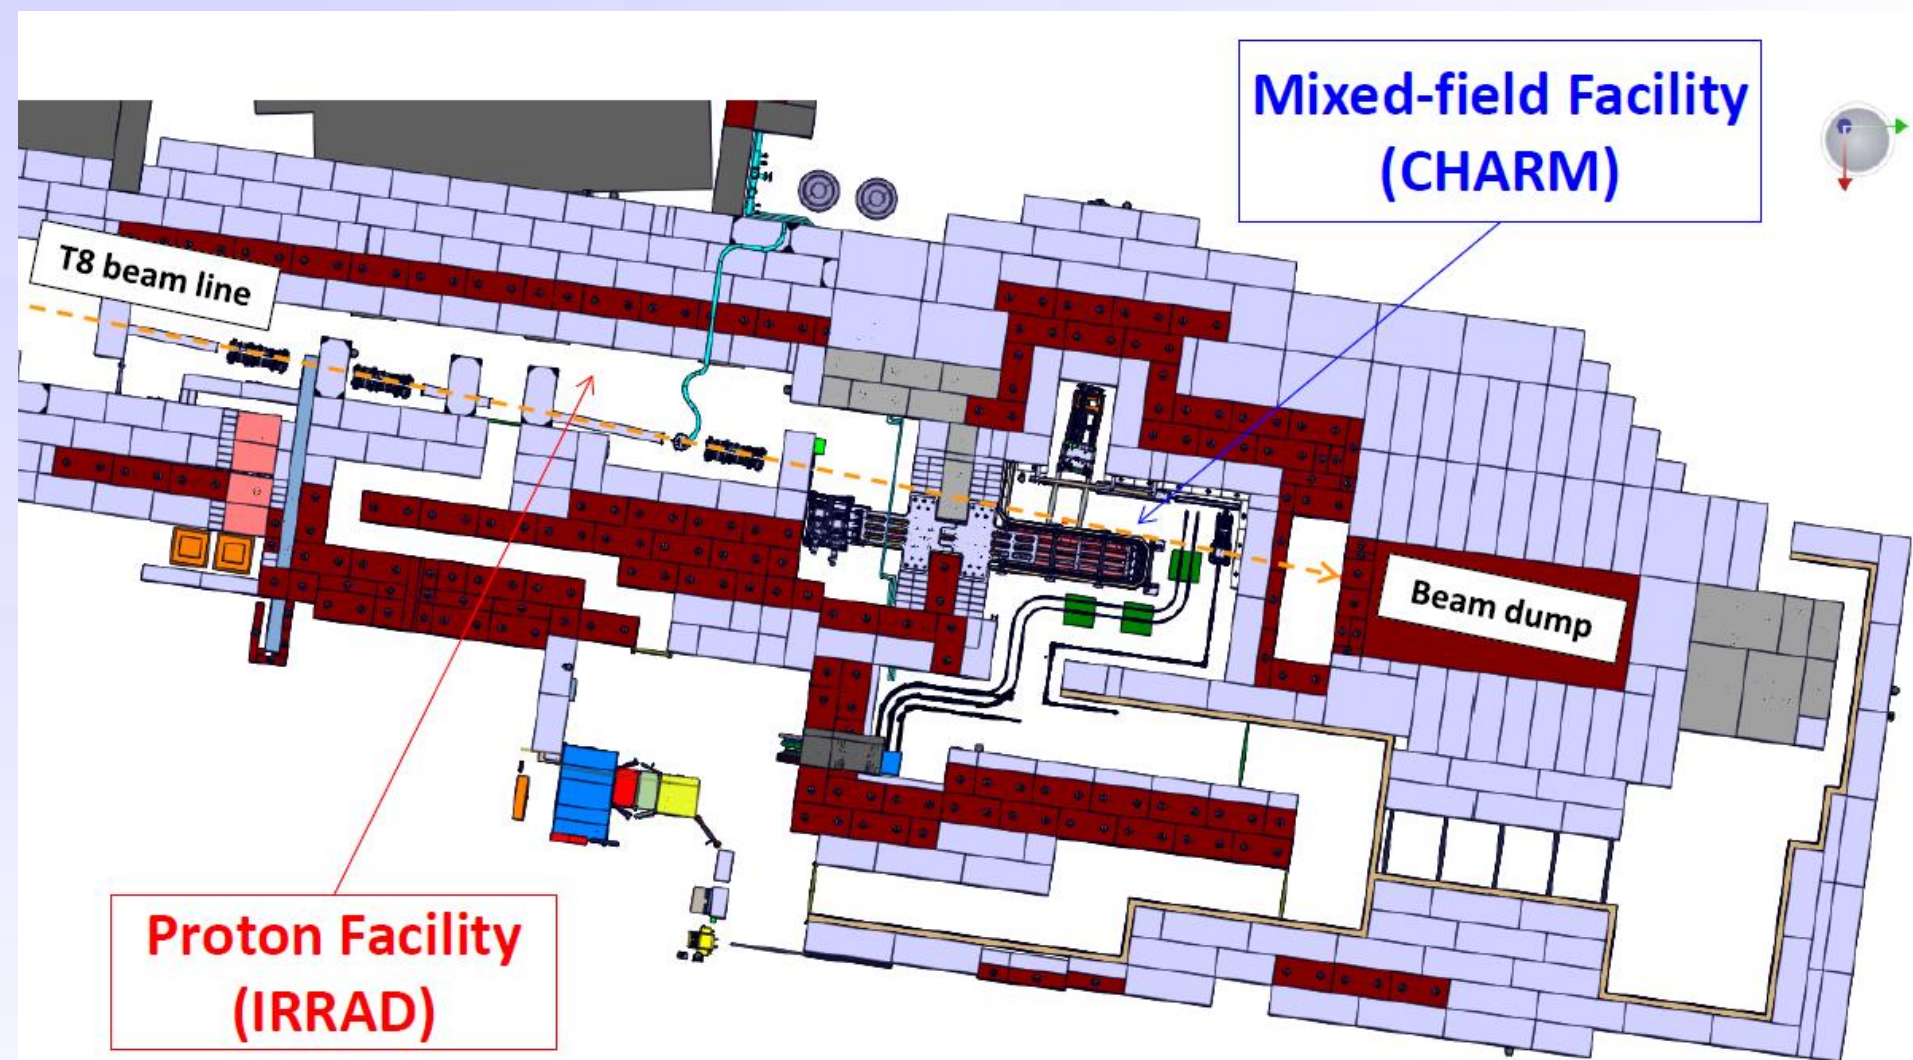 Mixed-field Facility
(CHARM)
T8 beam line
Beam dump
Proton Facility
(IRRAD)